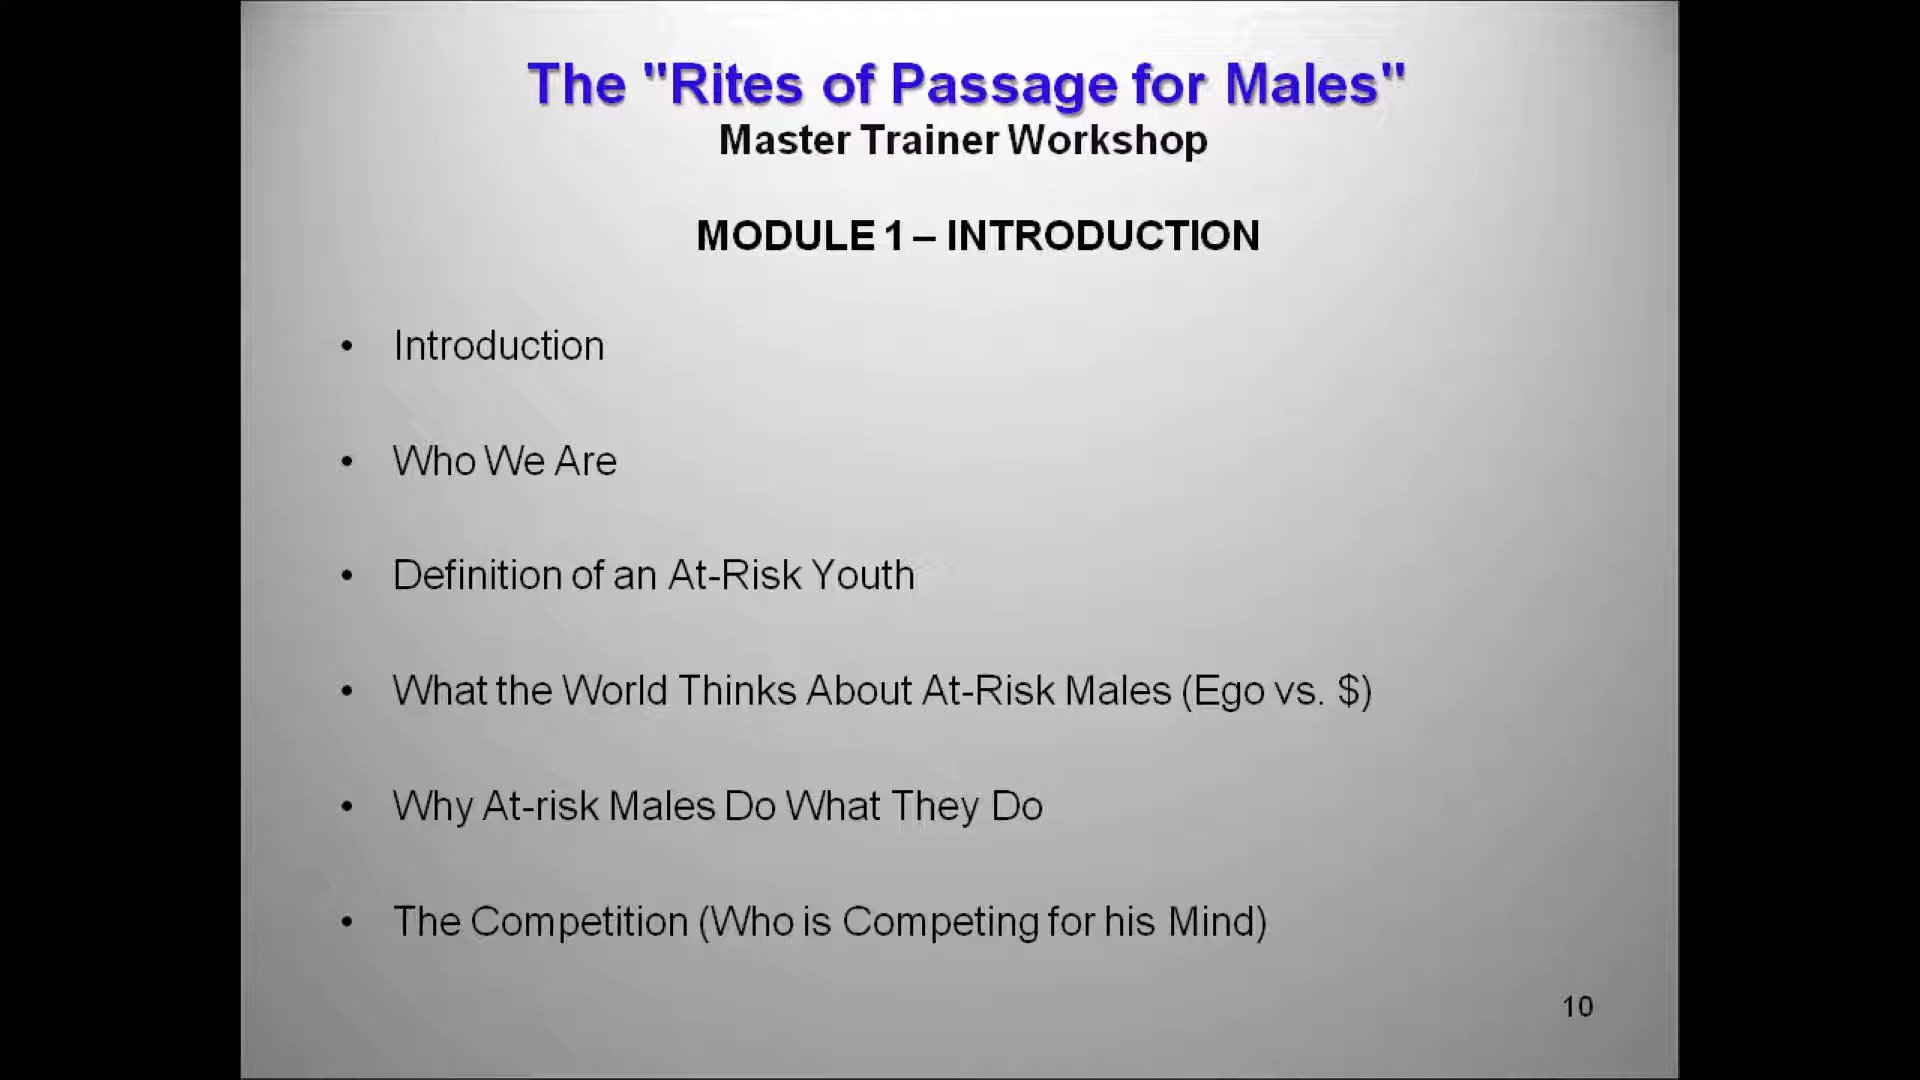 The "Rites of Passage for Males"
Master Trainer Workshop
MODULE 1 – INTRODUCTION
• Introduction
• Who We Are
• Definition of an At-Risk Youth
• What the World Thinks About At-Risk Males (Ego vs. $)
• Why At-risk Males Do What They Do
• The Competition (Who is Competing for his Mind)
10